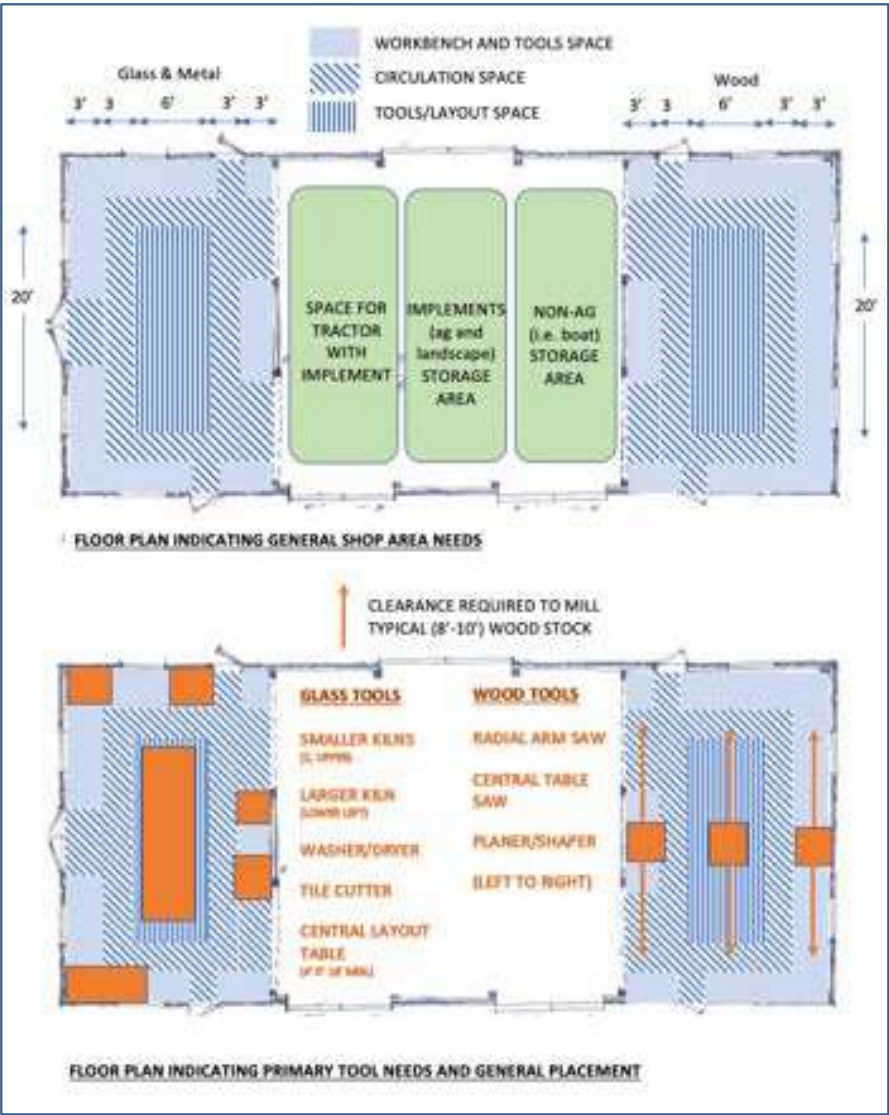 WORKBENCH AND TOOLS SPACE
CIRCULATION SPACE
TOOLS/LAYOUT SPACE
Glass & Metal
3' 3 6' 3' 3'
Wood
3' 3 6' 3' 3'
20'
20'
SPACE FOR
TRACTOR
WITH
IMPLEMENT
IMPLEMENTS
(ag and
landscape)
STORAGE
AREA
NON-AG
(i.e. boat)
STORAGE
AREA
FLOOR PLAN INDICATING GENERAL SHOP AREA NEEDS
CLEARANCE REQUIRED TO MILL
TYPICAL (8'-10') WOOD STOCK
GLASS TOOLS
SMALLER KILNS
UPPER)
LARGER KILN
(LOWER LEFT)
WASHER/DRYER
TILE CUTTER
CENTRAL LAYOUT
TABLE
WOOD TOOLS
RADIAL ARM SAW
CENTRAL TABLE
SAW
PLANER/SHAPER
(LEFT TO RIGHT)
FLOOR PLAN INDICATING PRIMARY TOOL NEEDS AND GENERAL PLACEMENT